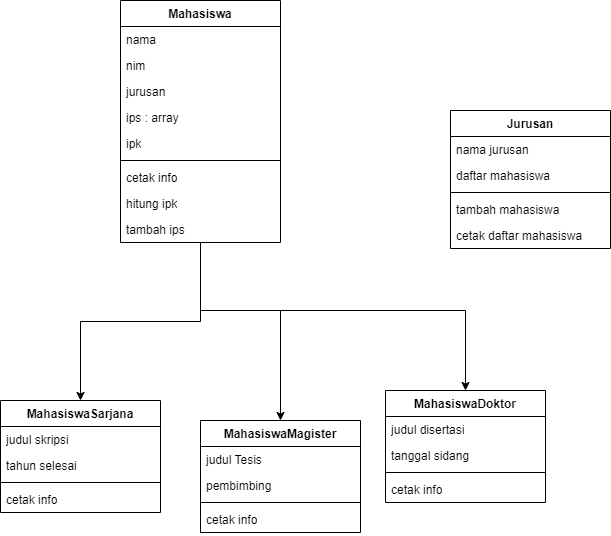 Mahasiswa
nama
nim
jurusan
ips : array
ipk
cetak info
hitung ipk
tambah ips
Jurusan
nama jurusan
daftar mahasiswa
tambah mahasiswa
cetak daftar mahasiswa
MahasiswaSarjana
judul skripsi
tahun selesai
cetak info
MahasiswaMagister
judul Tesis
pembimbing
cetak info
MahasiswaDoktor
judul disertasi
tanggal sidang
cetak info